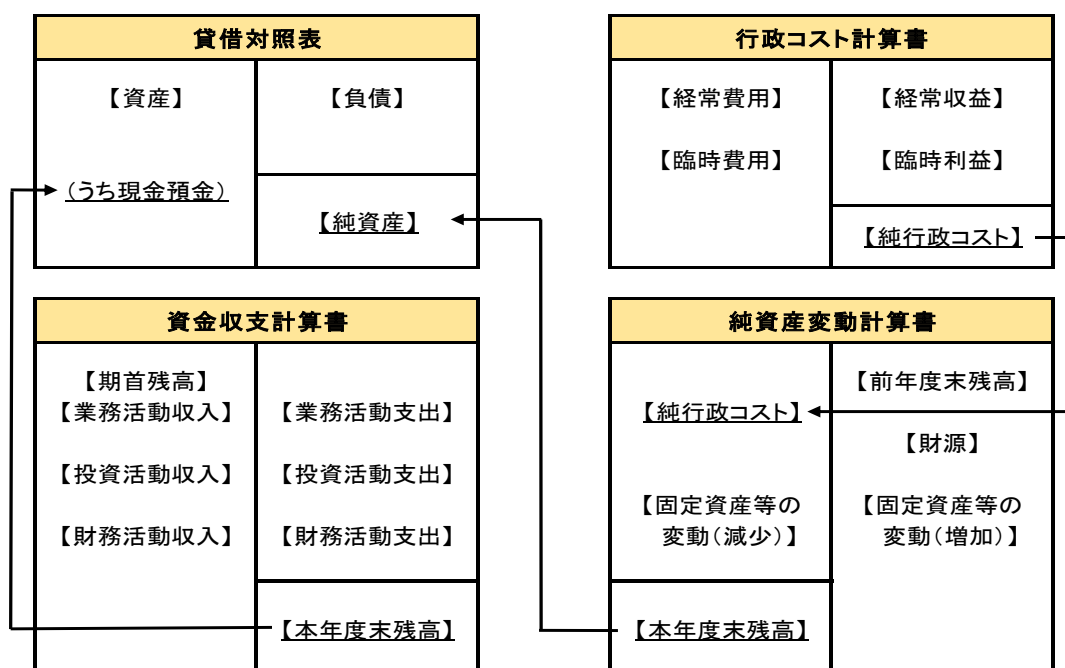 貸借対照表
【資産】
【負債】
(うち現金預金)
【純資産】
行政コスト計算書
【経常費用】
【経常収益】
【臨時費用】
【臨時利益】
【純行政コスト】
資金収支計算書
【期首残高】
【業務活動収入】
【業務活動支出】
【投資活動収入】
【投資活動支出】
【財務活動収入】
【財務活動支出】
【本年度末残高】
純資産変動計算書
【前年度末残高】
【純行政コスト】
【財源】
【固定資産等の
変動(減少)】
【固定資産等の
変動(増加)】
【本年度末残高】